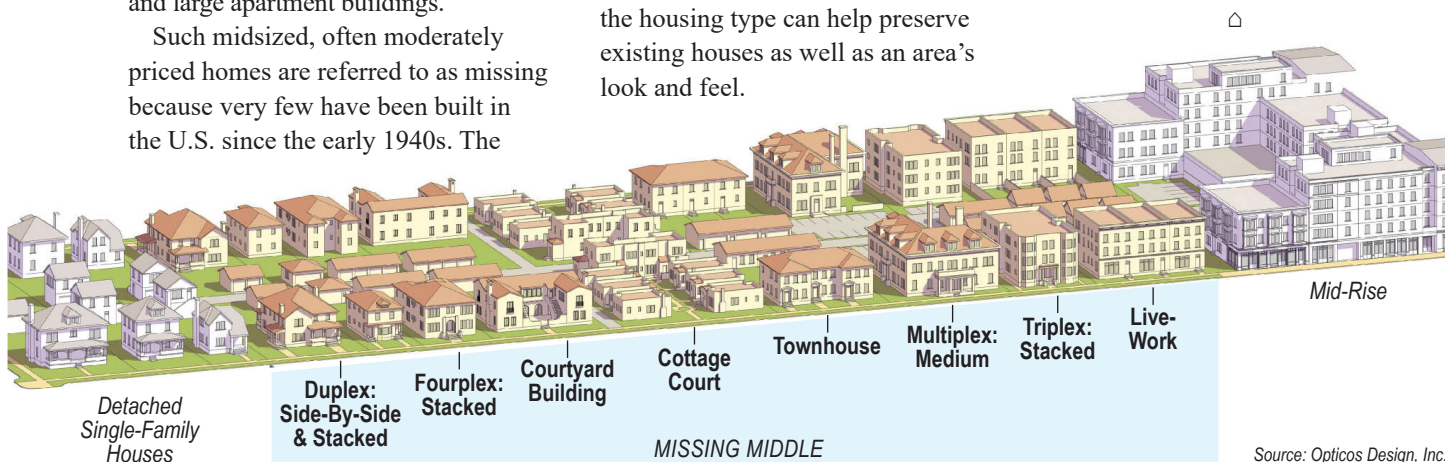 and large apartment buildings.
Such midsized, often moderately
priced homes are referred to as missing
because very few have been built in
the U.S. since the early 1940s. The
the housing type can help preserve
existing houses as well as an area’s
look and feel.
Detached
Single-Family
Houses
Duplex:
Side-By-Side
& Stacked
Fourplex:
Stacked
Courtyard
Building
Cottage
Court
Townhouse
Multiplex:
Medium
Triplex:
Stacked
Live-
Work
Mid-Rise
MISSING MIDDLE
Source: Opticos Design, Inc.